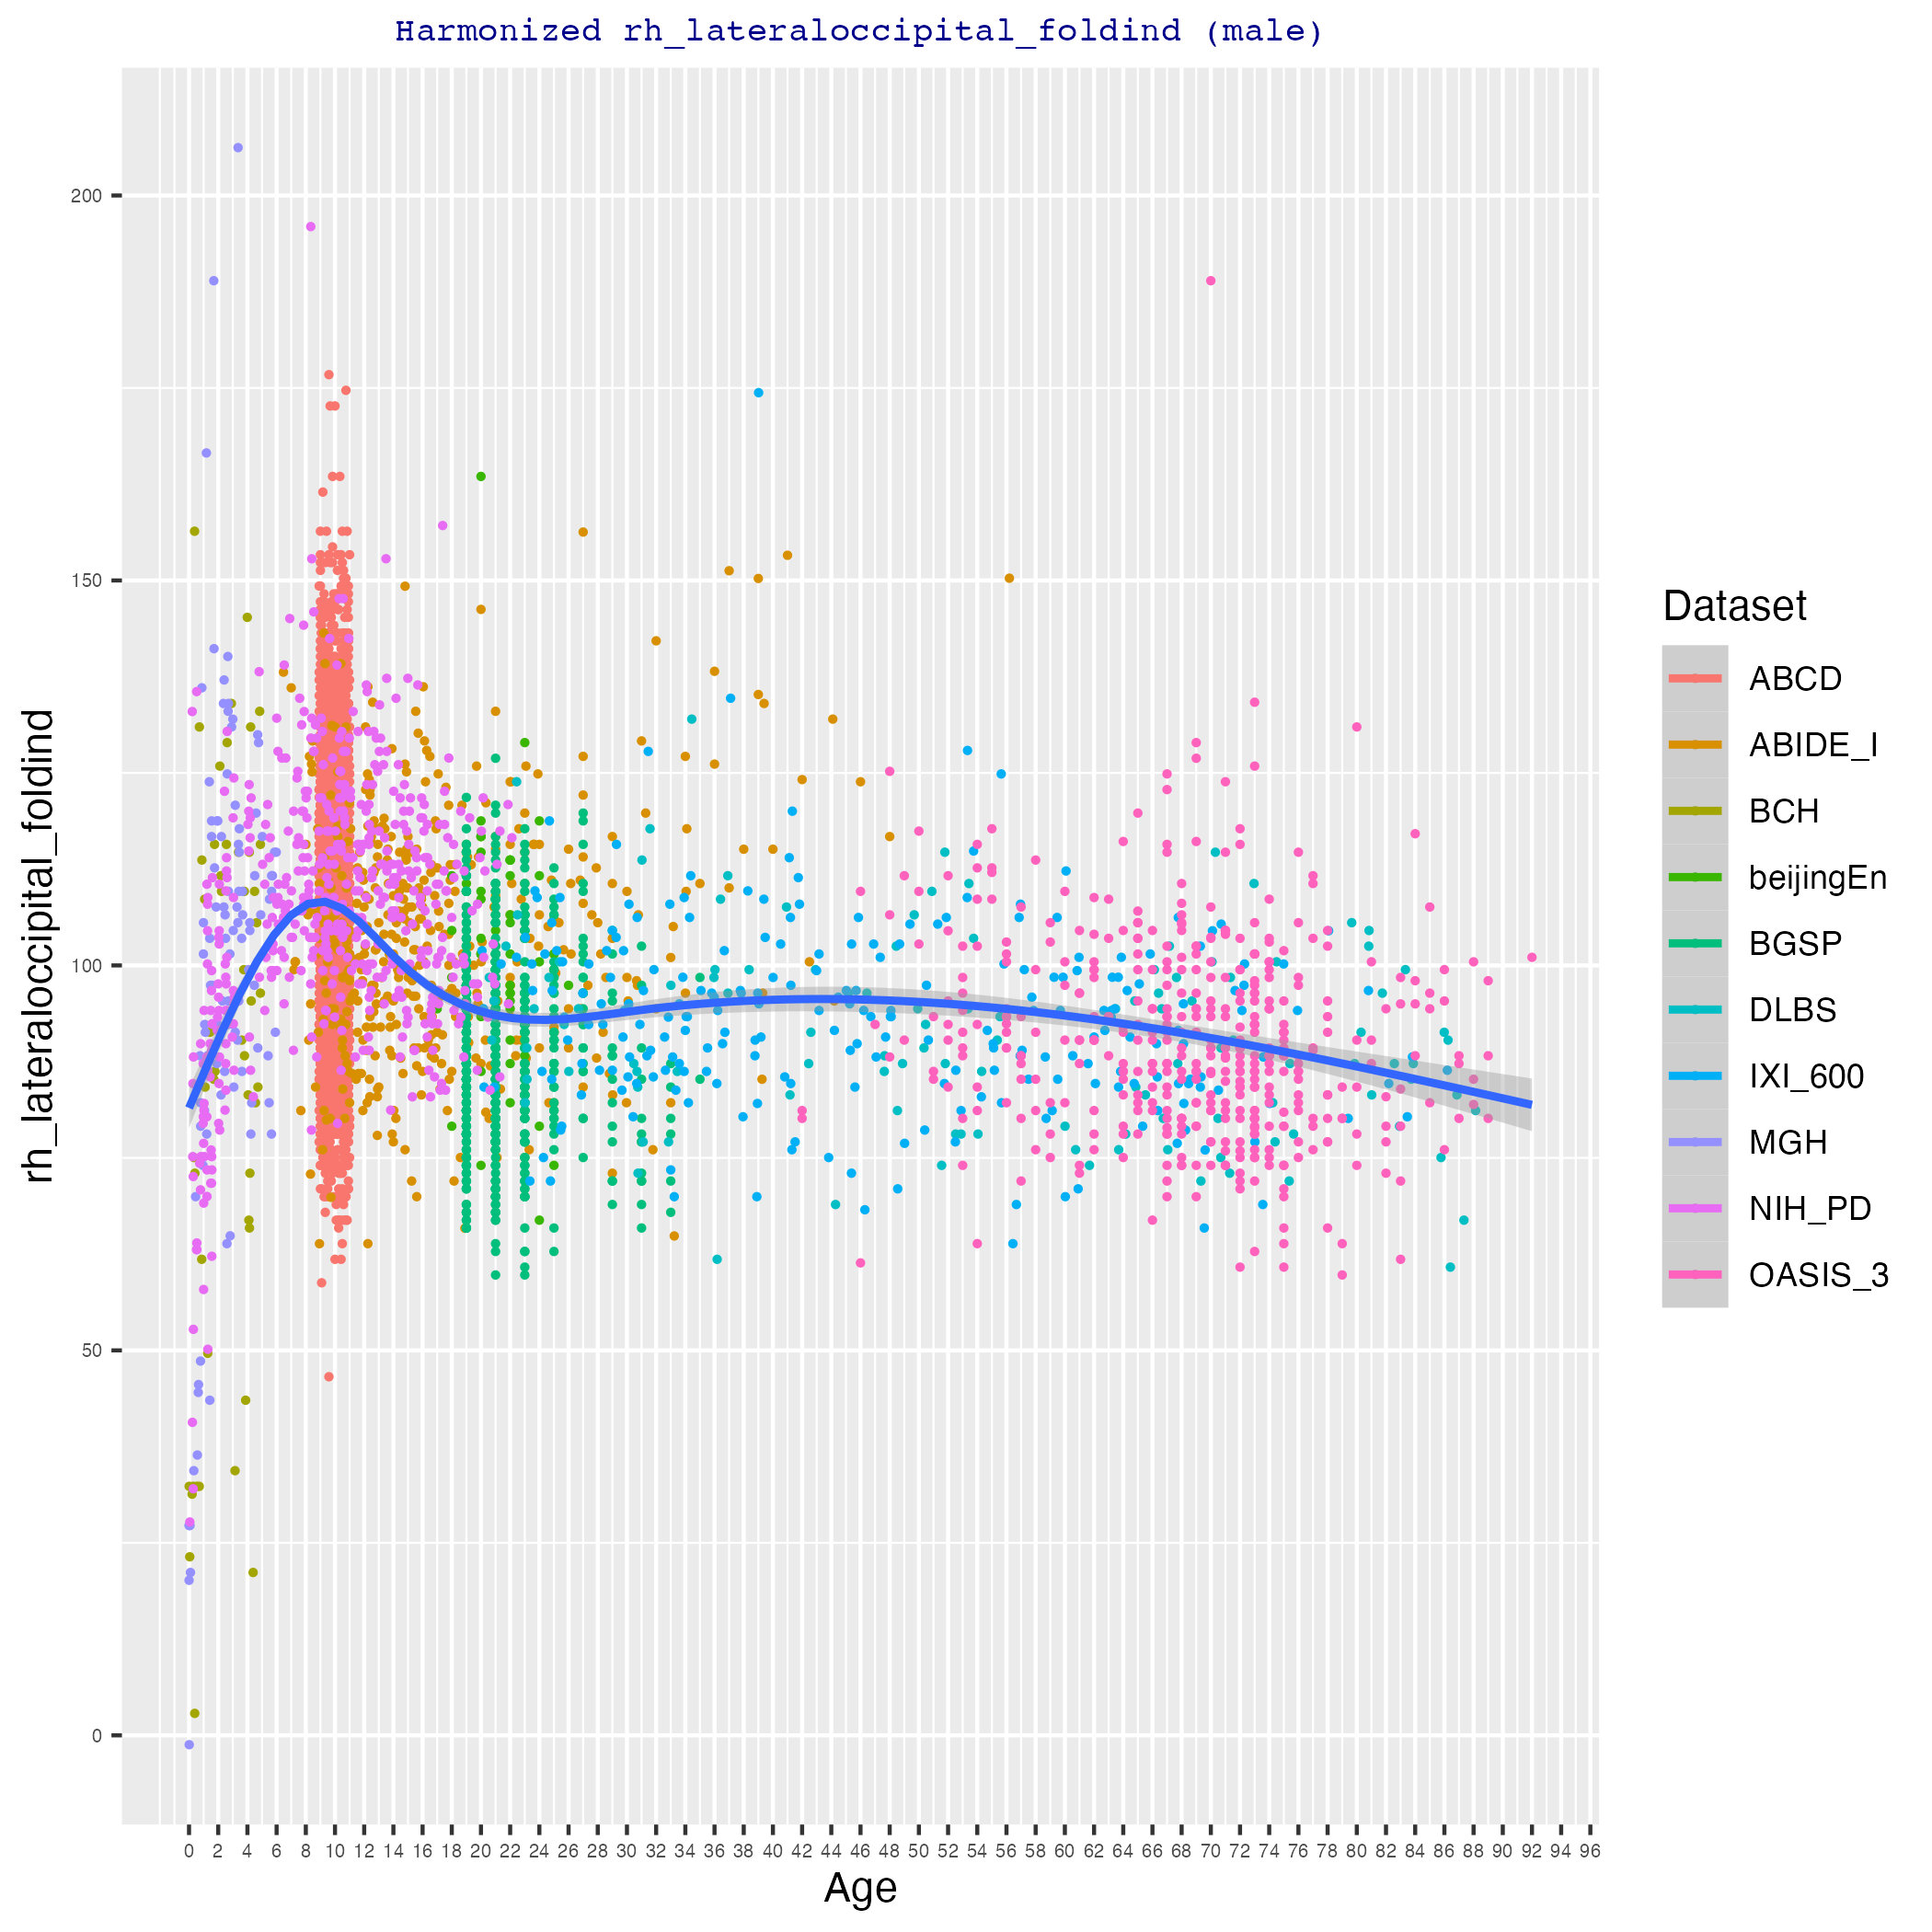 Harmonized rh_lateraloccipital_foldind (male)
rh_lateraloccipital_foldind
200
150
100
50
0
0 2 4 6 8 10 12 14 16 18 20 22 24 26 28 30 32 34 36 38 40 42 44 46 48 50 52 54 56 58 60 62 64 66 68 70 72 74 76 78 80 82 84 86 88 90 92 94 96
Age
Dataset
ABCD
ABIDE_I
BCH
beijingEn
BGSP
DLBS
IXI_600
MGH
NIH_PD
OASIS_3